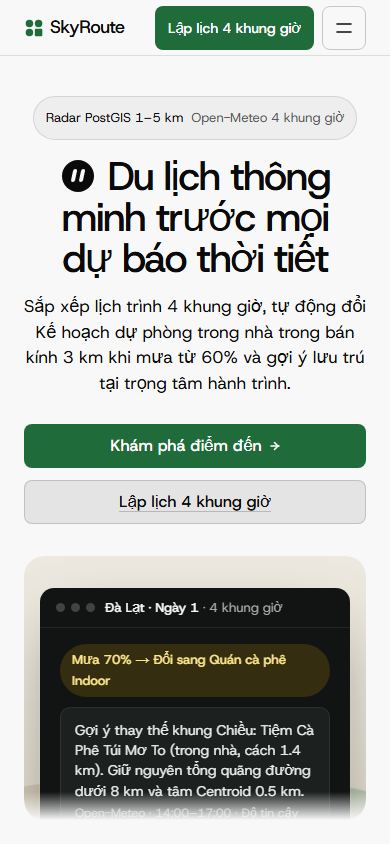 SkyRoute
Lập lịch 4 khung giờ
Radar PostGIS 1–5 km Open-Meteo 4 khung giờ
Du lịch thông
minh trước mọi
dự báo thời tiết
Sắp xếp lịch trình 4 khung giờ, tự động đổi
Kế hoạch dự phòng trong nhà trong bán
kính 3 km khi mưa từ 60% và gợi ý lưu trú
tại trọng tâm hành trình.
Khám phá điểm đến →
Lập lịch 4 khung giờ
Đà Lạt · Ngày 1 · 4 khung giờ
Mưa 70% → Đổi sang Quán cà phê
Indoor
Gợi ý thay thế khung Chiều: Tiệm Cà
Phê Túi Mơ To (trong nhà, cách 1.4
km). Giữ nguyên tổng quãng đường
dưới 8 km và tâm Centroid 0.5 km.
Open-Meteo · 14:00–17:00 · Độ tin cậy